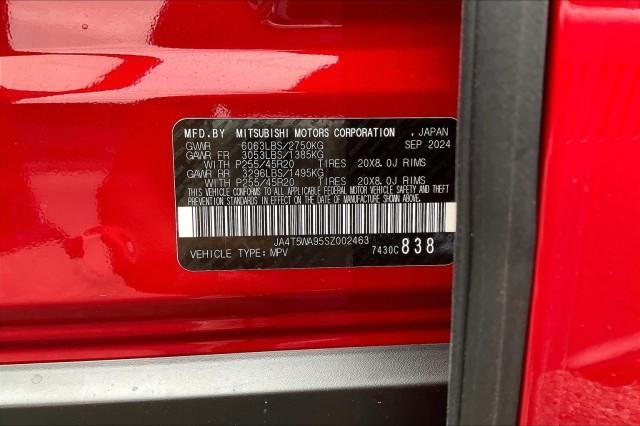 MFD.BY MITSUBISHI MOTORS CORPORATION , JAPAN
GVWR 6063LBS/2750KG SEP 2024
GAWR FR 3053LBS/1385KG
WITH P255/45R20 TIRES 20X8.0J RIMS
GAWR RR 3296LBS/1495KG
WITH P255/45R20 TIRES 20X8.0J RIMS
THIS VEHICLE CONFORMS TO ALL APPLICABLE FEDERAL MOTOR VEHICLE SAFETY
STANDARDS IN EFFECT ON THE DATE OF MANUFACTURE SHOWN ABOVE.
JA4T5WA95SZ002463
VEHICLE TYPE: MPV 7430C 838